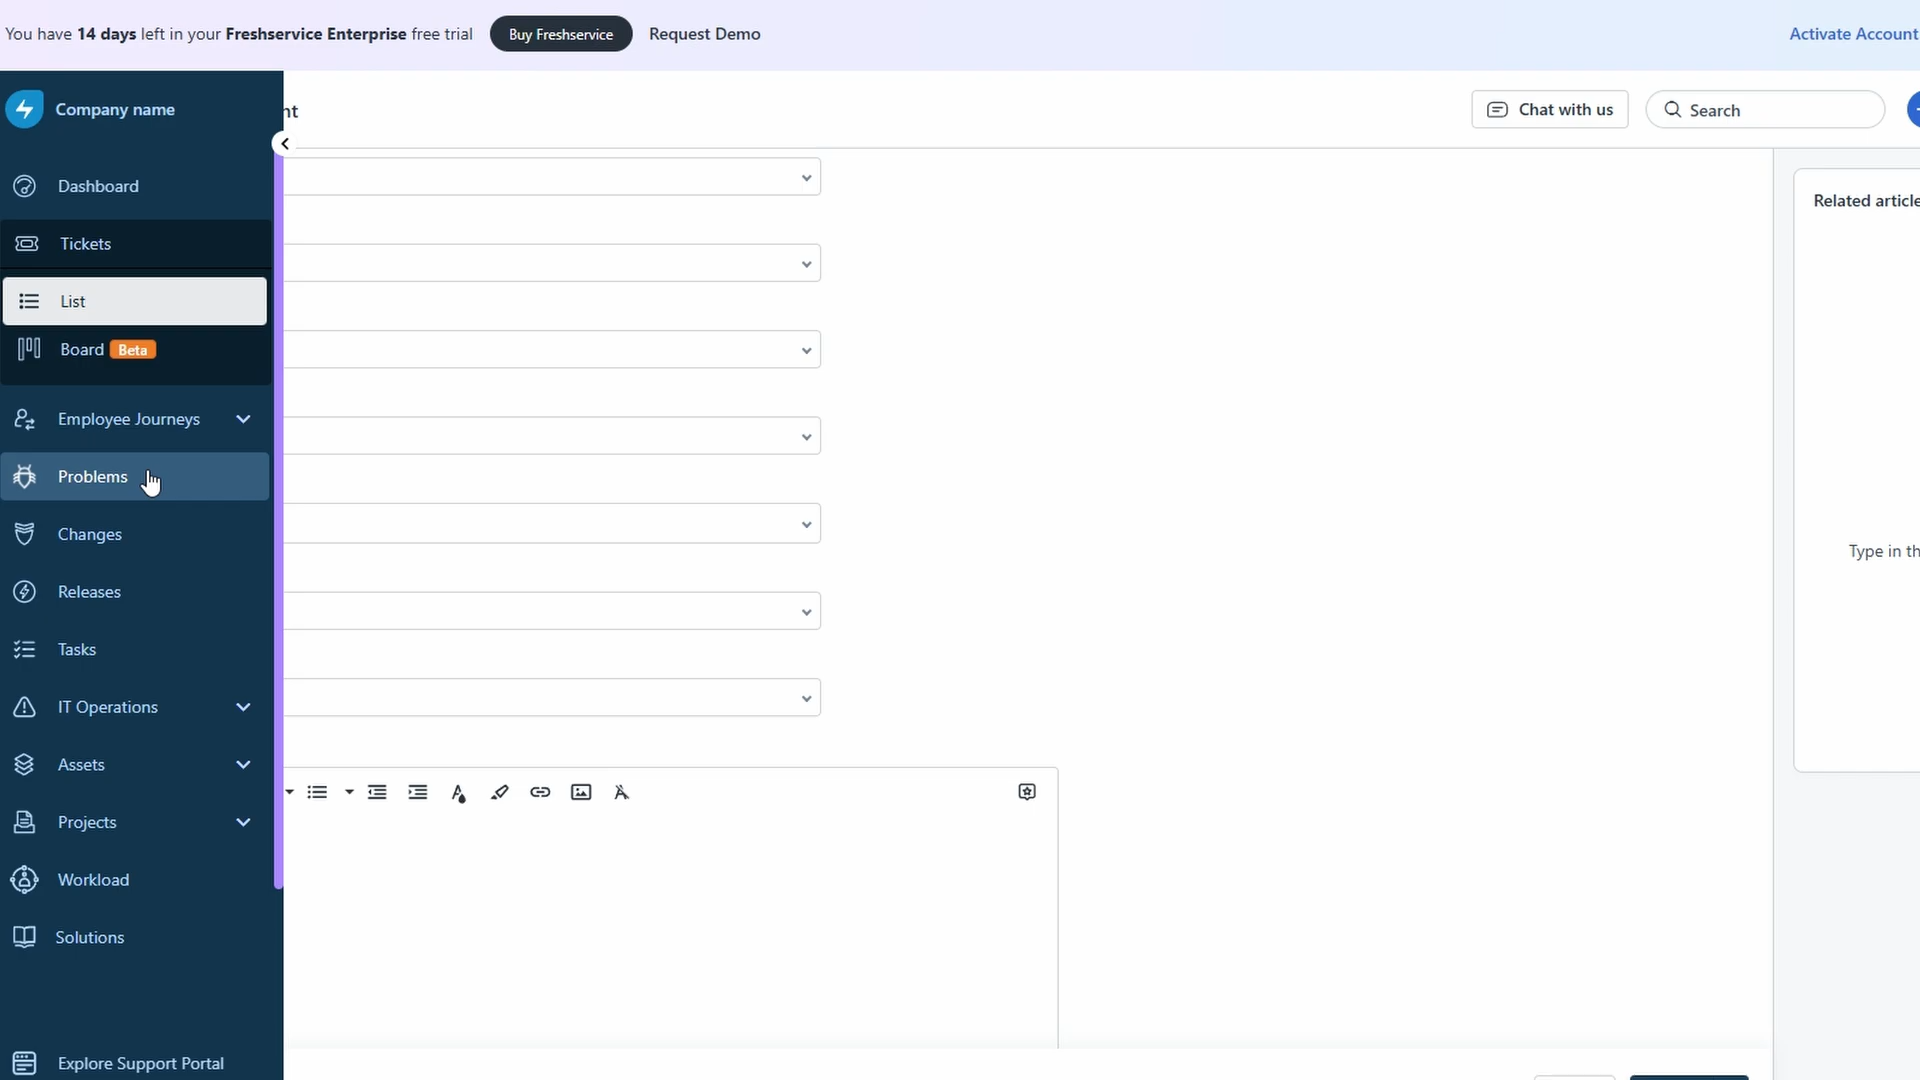 You have 14 days left in your Freshservice Enterprise free trial
Buy Freshservice
Request Demo
Activate Account
Company name
nt
Chat with us
Search
Dashboard
Tickets
List
Board Beta
Employee Journeys
Problems
Changes
Releases
Tasks
IT Operations
Assets
Projects
Workload
Solutions
Explore Support Portal
Related article
Type in th